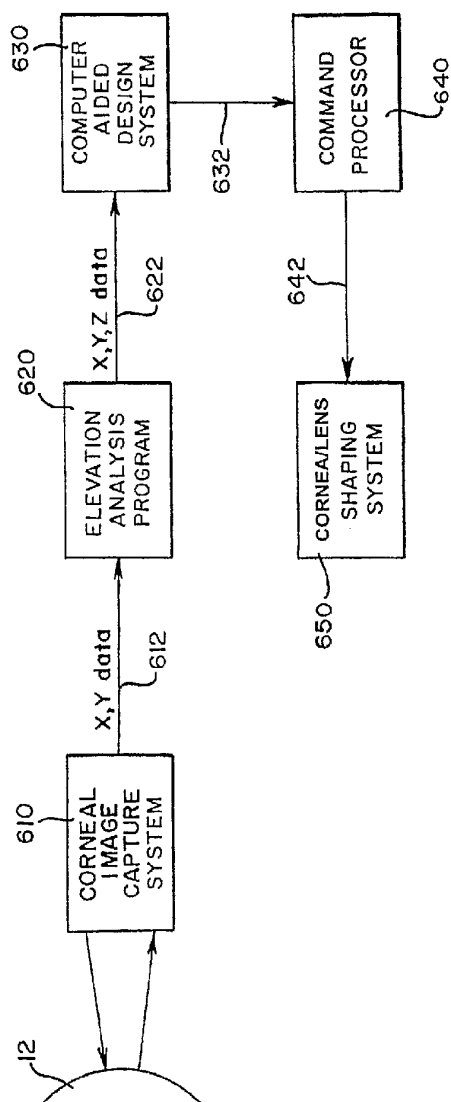 12
610
CORNEAL
IMAGE
CAPTURE
SYSTEM
X,Y data
612
620
ELEVATION
ANALYSIS
PROGRAM
X,Y,Z data
622
630
COMPUTER
AIDED
DESIGN
SYSTEM
632
COMMAND
PROCESSOR
640
642
CORNEA/LENS
SHAPING
SYSTEM
650